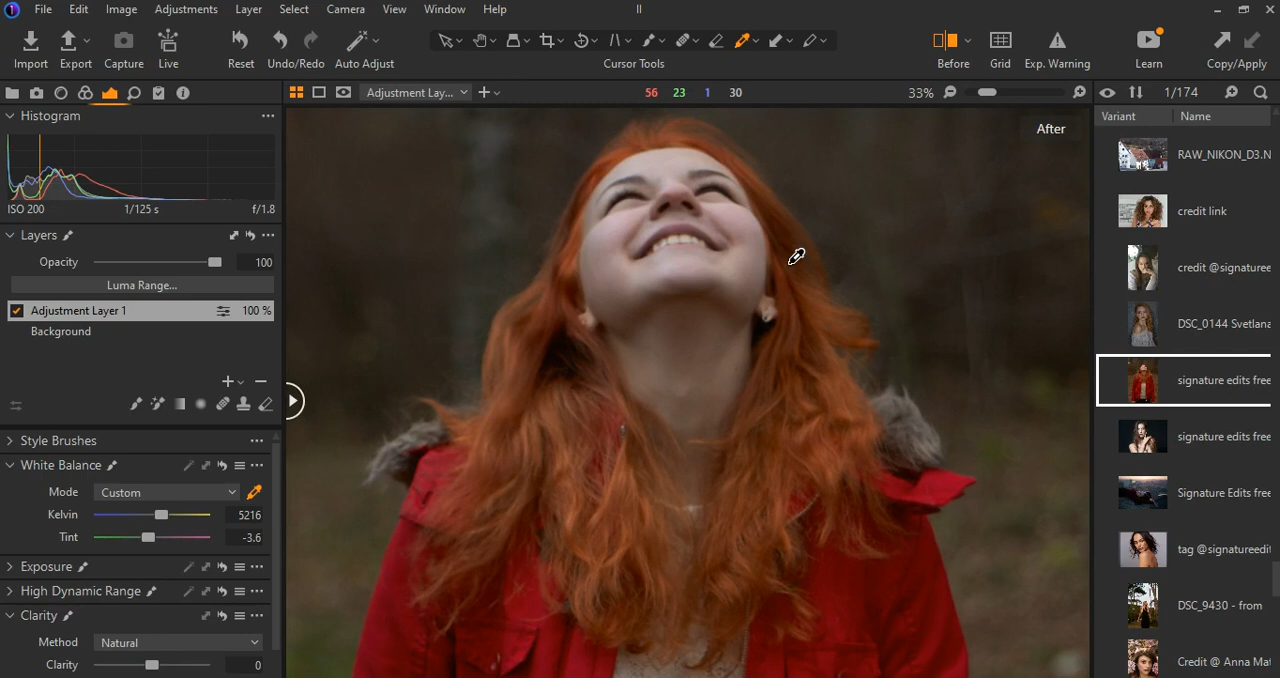 File Edit Image Adjustments Layer Select Camera View Window Help
Import Export Capture Live Reset Undo/Redo Auto Adjust Cursor Tools Before Grid Exp. Warning Learn Copy/Apply
Adjustment Lay... 56 23 1 30 33% 1/174
Histogram
ISO 200 1/125 s f/1.8
Layers
Opacity 100
Luma Range...
Adjustment Layer 1 100 %
Background
Style Brushes
White Balance
Mode Custom
Kelvin 5216
Tint -3.6
Exposure
High Dynamic Range
Clarity
Method Natural
Clarity 0
After
Variant Name
RAW_NIKON_D3.N
credit link
credit @signaturee
DSC_0144 Svetlana
signature edits free
signature edits free
Signature Edits free
tag @signatureedit
DSC_9430 - from
Credit @ Anna Mat